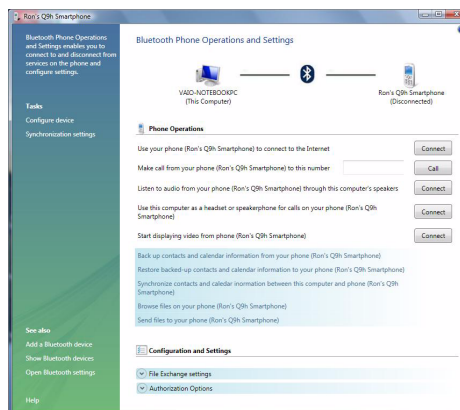 Ron's Q9h Smartphone
Bluetooth Phone Operations
and Settings enables you to
connect to and disconnect from
services on the phone and
configure settings.
Tasks
Configure device
Synchronization settings
See also
Add a Bluetooth device
Show Bluetooth devices
Open Bluetooth settings
Help
Bluetooth Phone Operations and Settings
VAIO-NOTEBOOKPC
(This Computer)
Ron's Q9h Smartphone
(Disconnected)
Phone Operations
Use your phone (Ron's Q9h Smartphone) to connect to the Internet
Connect
Make call from your phone (Ron's Q9h Smartphone) to this number
Call
Listen to audio from your phone (Ron's Q9h Smartphone) through this computer's speakers
Connect
Use this computer as a headset or speakerphone for calls on your phone (Ron's Q9h
Smartphone)
Connect
Start displaying video from phone (Ron's Q9h Smartphone)
Connect
Back up contacts and calendar information from your phone (Ron's Q9h Smartphone)
Restore backed-up contacts and calendar information to your phone (Ron's Q9h Smartphone)
Synchronize contacts and caledar inormation between this computer and phone (Ron's Q9h
Smartphone)
Browse files on your phone (Ron's Q9h Smartphone)
Send files to your phone (Ron's Q9h Smartphone)
Configuration and Settings
File Exchange settings
Authorization Options